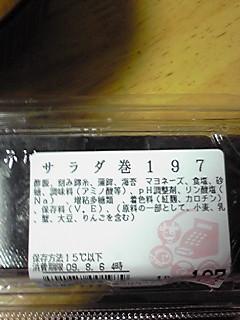 サラダ巻197
酢飯、刻み錦糸、蒲鉾、海苔 マヨネーズ、食塩、砂
糖、調味料(アミノ酸等)、pH調整剤、リン酸塩
(Na) 増粘多糖類 、着色料(紅麹、カロチン)
、保存料(V、E)、(原料の一部として、小麦、乳
、蟹、大豆、りんごを含む)
保存方法15℃以下
消費期限09. 8. 6 4時